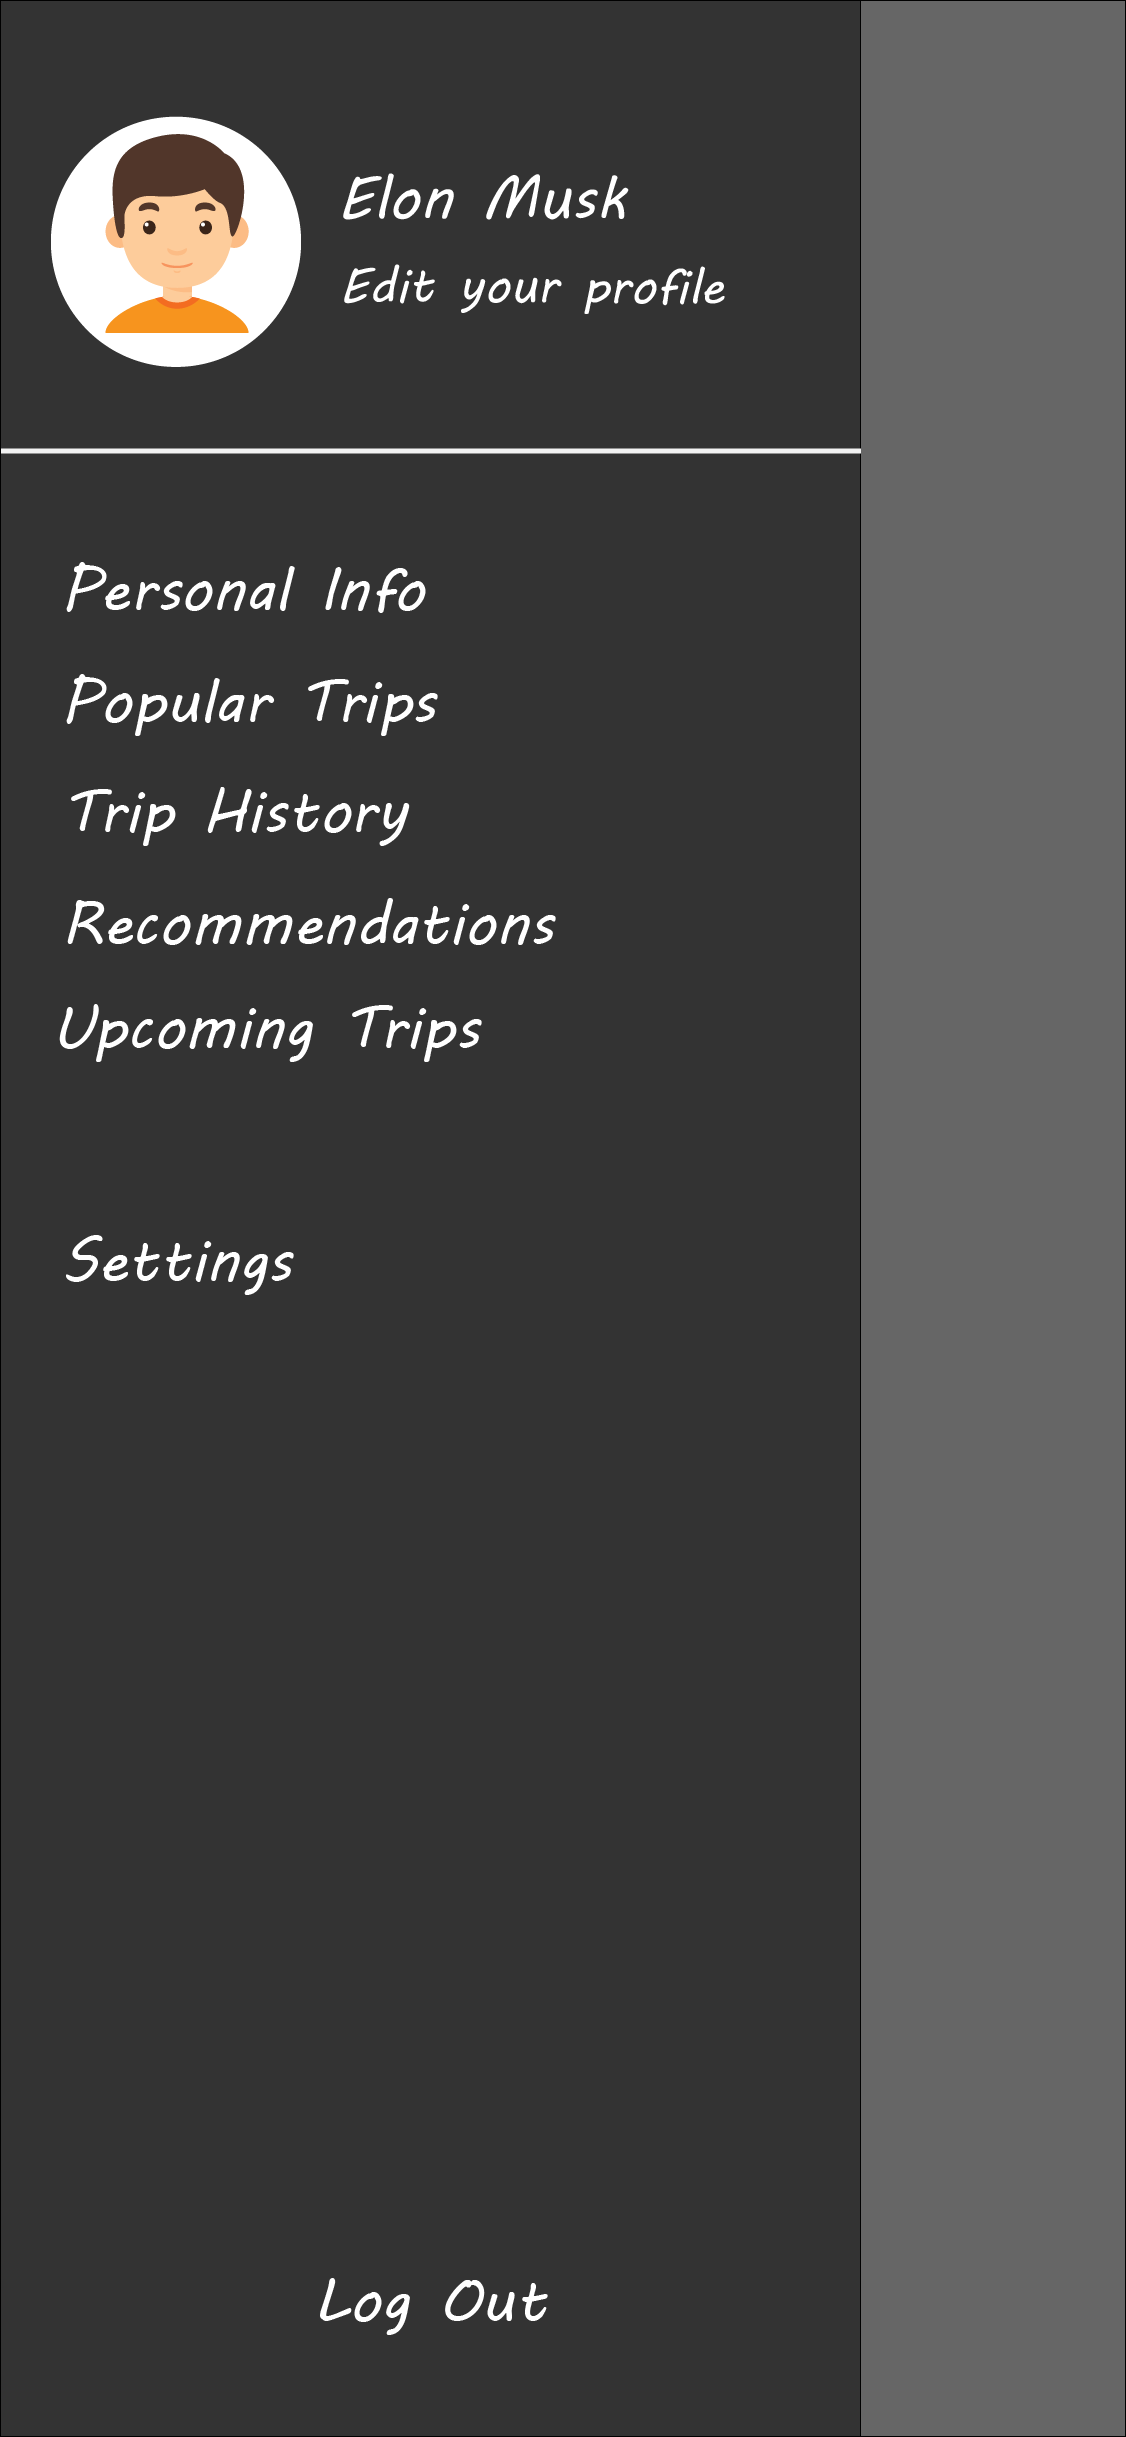 Elon Musk
Edit your profile
Personal Info
Popular Trips
Trip History
Recommendations
Upcoming Trips
Settings
Log Out